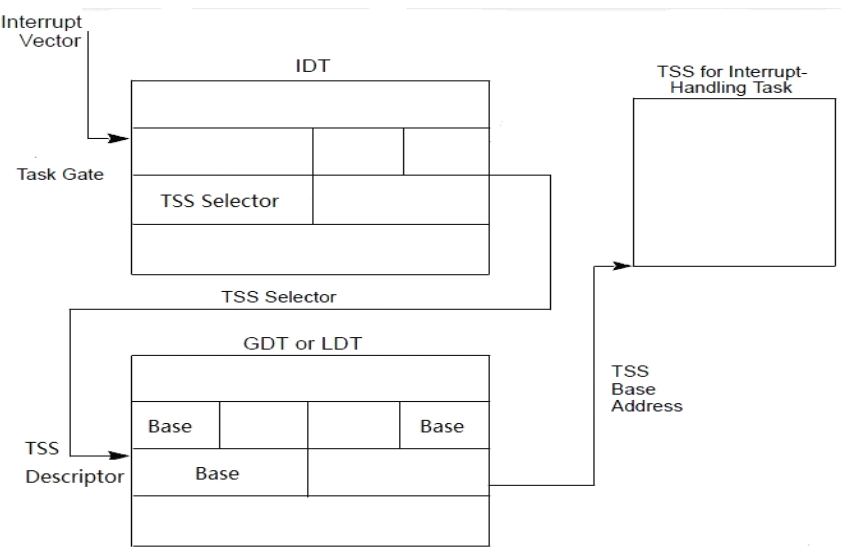 Interrupt
Vector
IDT
TSS for Interrupt-
Handling Task
Task Gate
TSS Selector
TSS Selector
GDT or LDT
TSS
Base
Address
Base
Base
TSS
Descriptor
Base